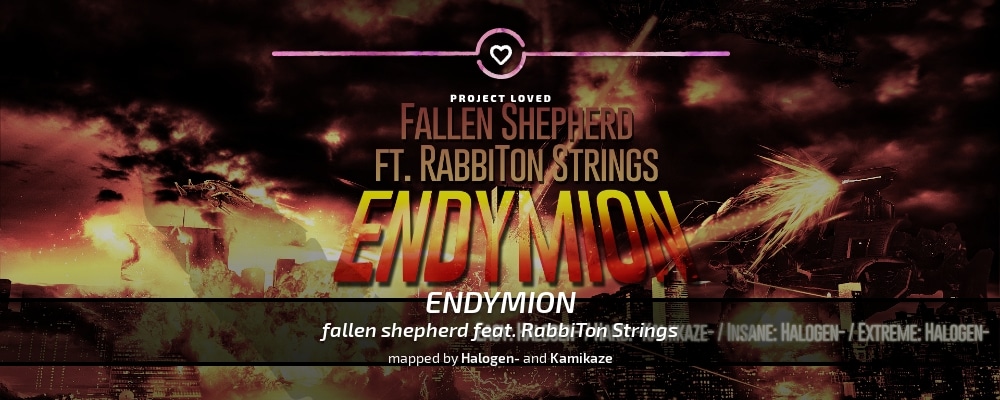 PROJECT LOVED
FALLEN SHEPHERD
FT. RABBITON STRINGS
ENDYMION
ENDYMION
fallen shepherd feat. RabbiTon Strings
/ INSANE: HALOGEN- / EXTREME: HALOGEN-
mapped by Halogen- and Kamikaze